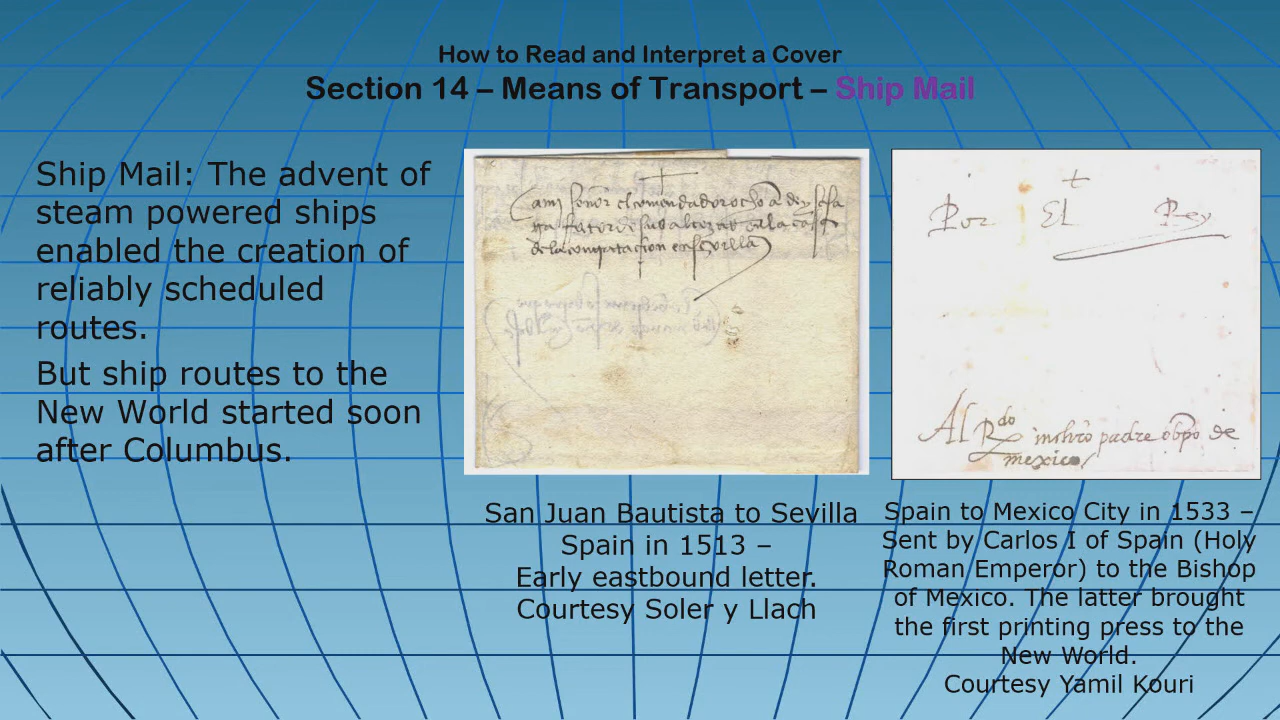 How to Read and Interpret a Cover
Section 14 – Means of Transport – Ship Mail
Ship Mail: The advent of
steam powered ships
enabled the creation of
reliably scheduled
routes.
But ship routes to the
New World started soon
after Columbus.
San Juan Bautista to Sevilla
Spain in 1513 –
Early eastbound letter.
Courtesy Soler y Llach
Por El Rey
Al Rdo
padre obpo de
mexico
Spain to Mexico City in 1533 –
Sent by Carlos I of Spain (Holy
Roman Emperor) to the Bishop
of Mexico. The latter brought
the first printing press to the
New World.
Courtesy Yamil Kouri